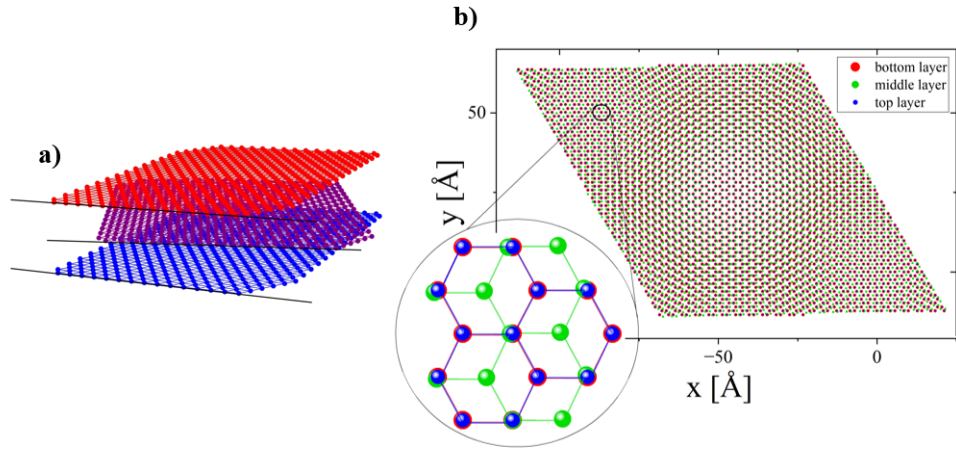 b)
bottom layer
middle layer
top layer
50
a)
y [Å]
−50
0
x [Å]